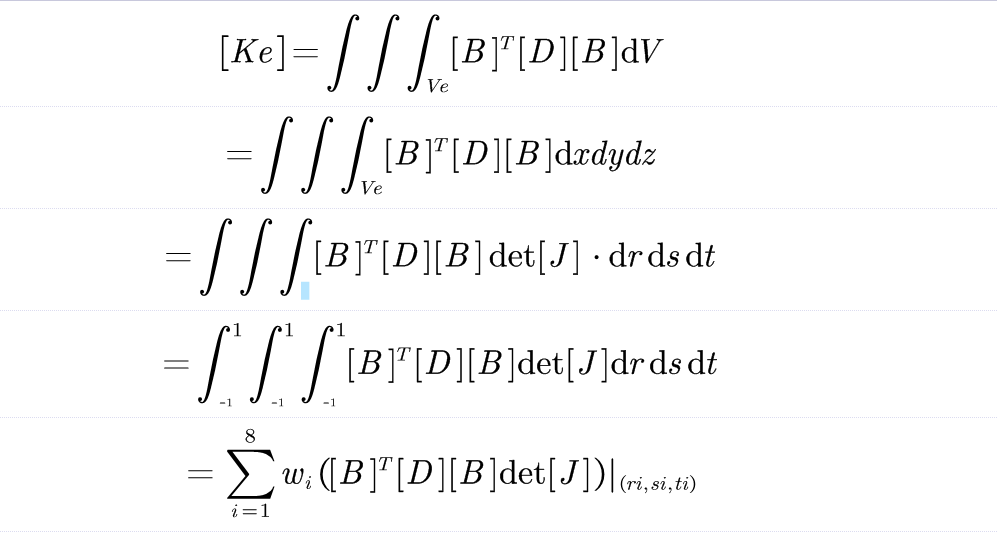 [Ke]=∫∫∫_{Ve}[B]^T[D][B]dV
=∫∫∫_{Ve}[B]^T[D][B]dxdydz
=∫∫∫[B]^T[D][B]det[J]·dr ds dt
=∫_{-1}^{1}∫_{-1}^{1}∫_{-1}^{1}[B]^T[D][B]det[J]dr ds dt
=∑_{i=1}^{8}w_i([B]^T[D][B]det[J])|_{(ri,si,ti)}